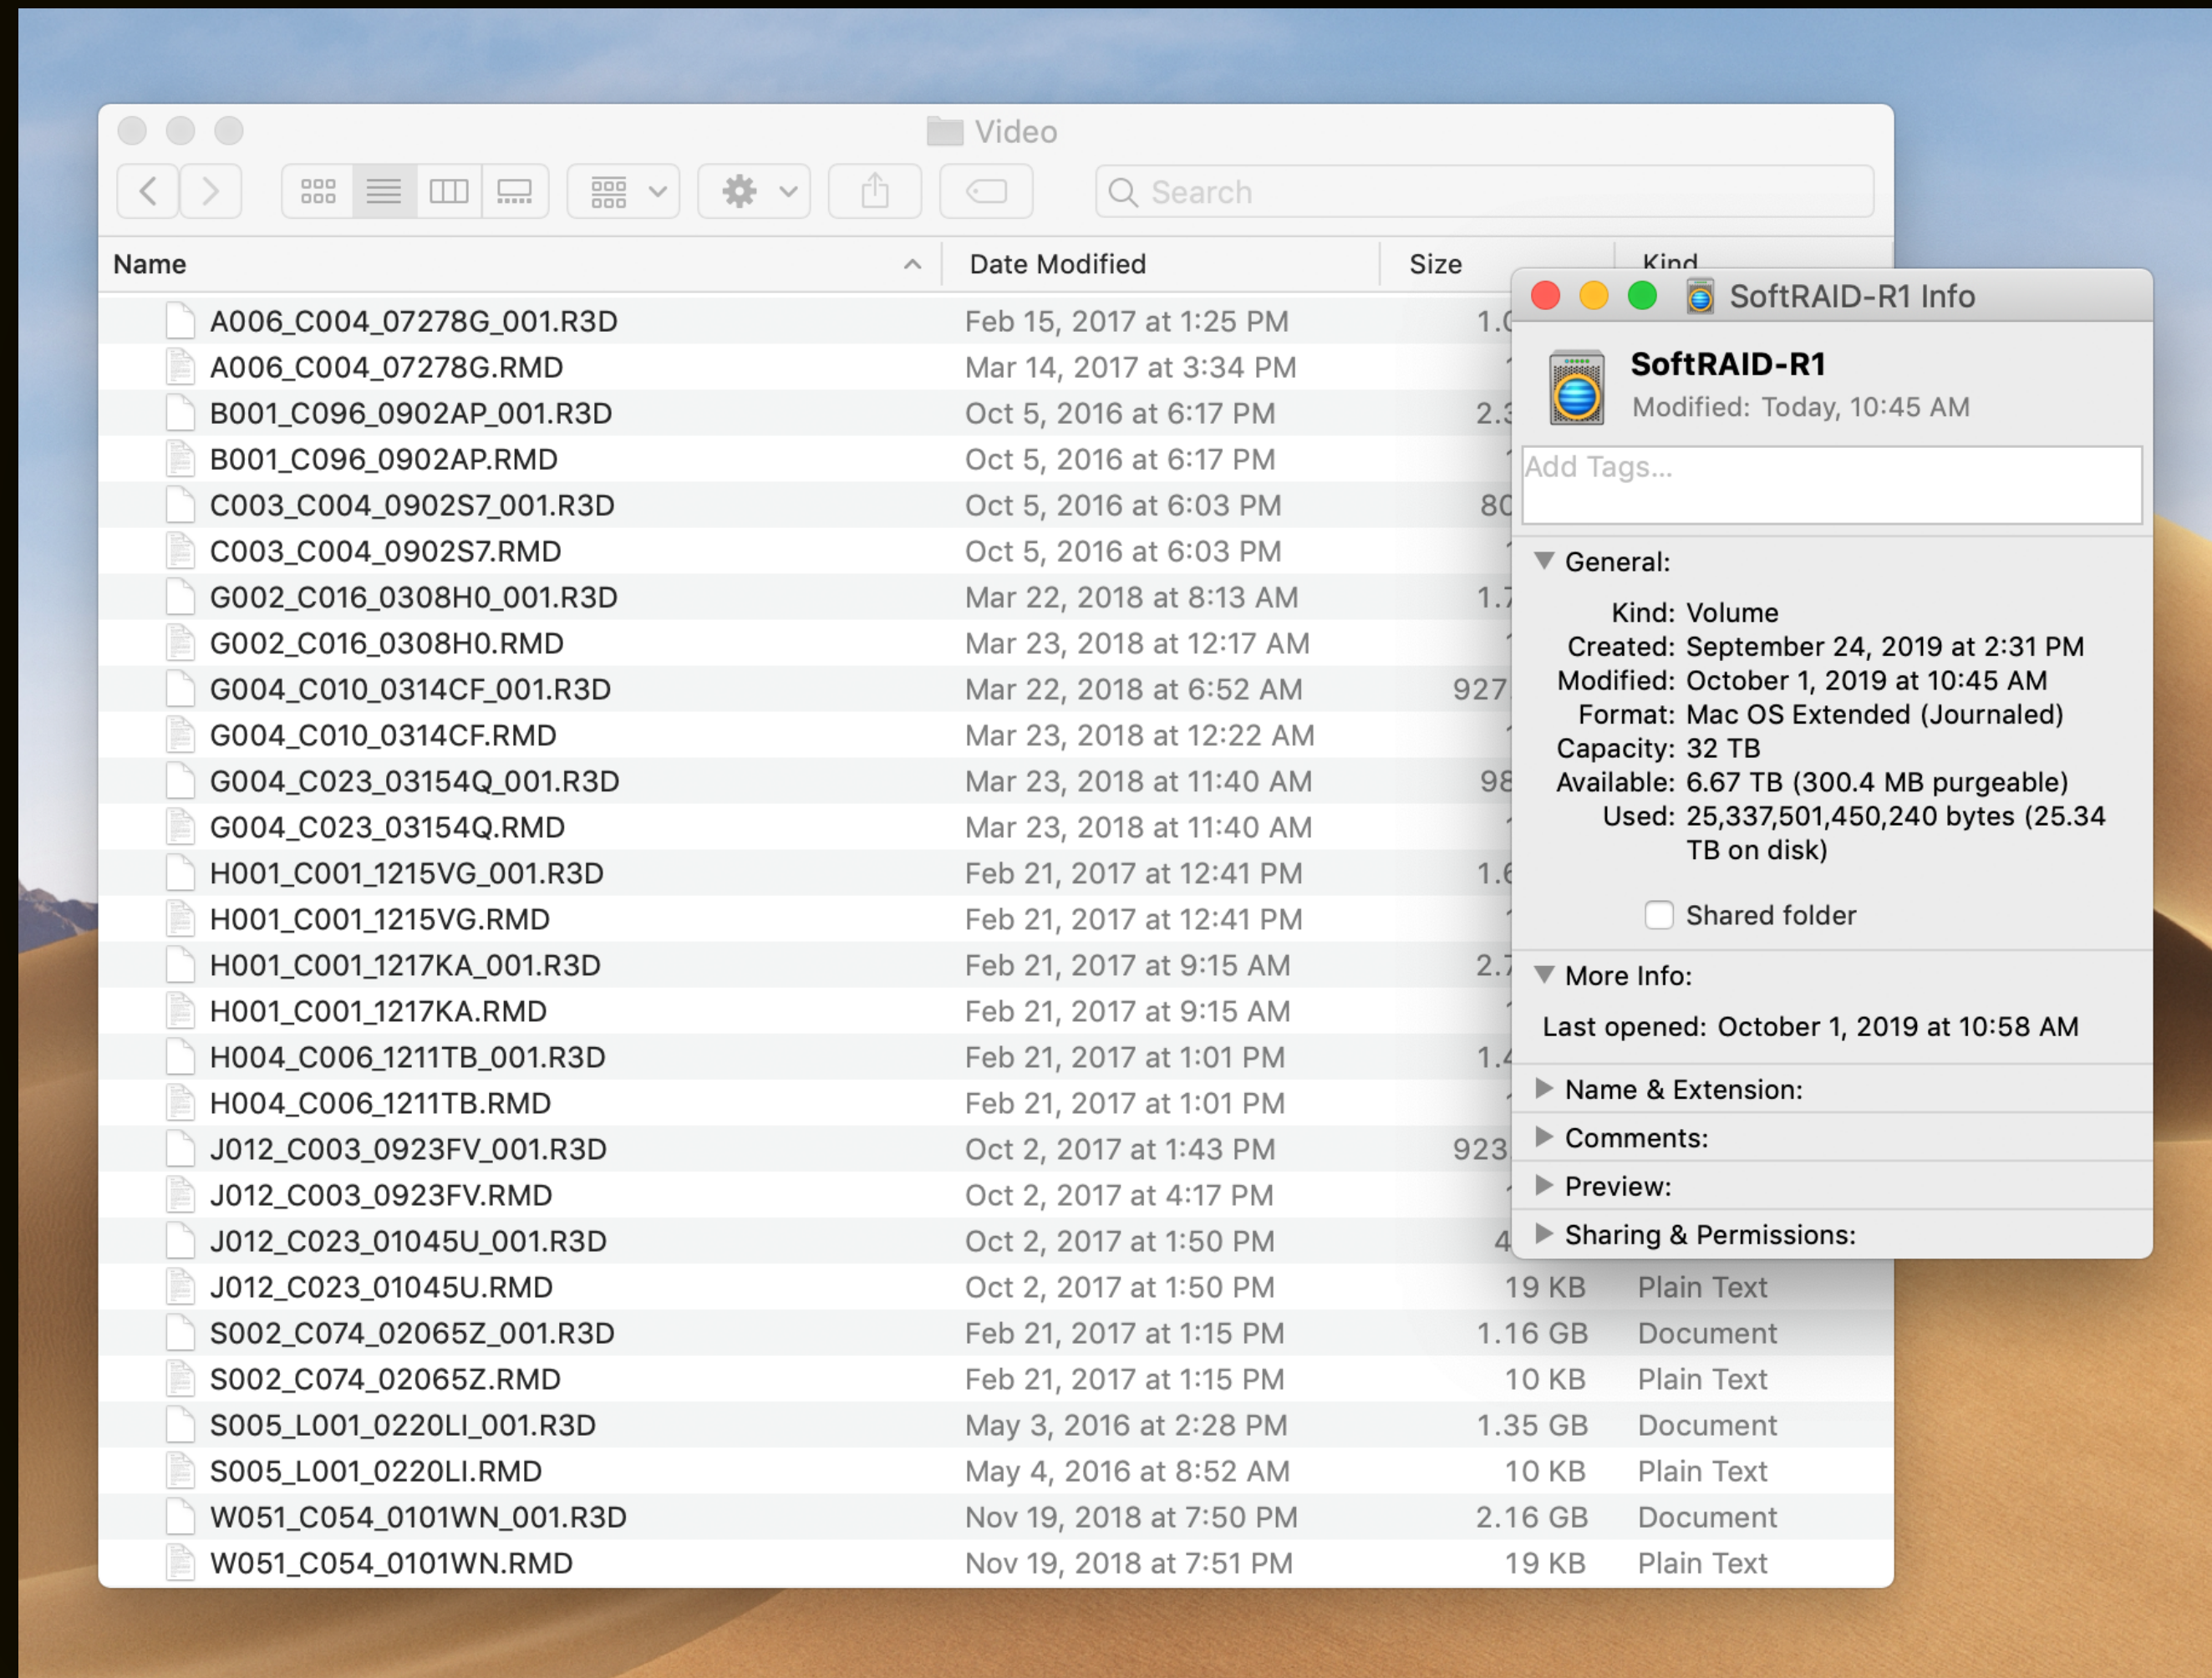 Video
Search
Name Date Modified Size Kind
A006_C004_07278G_001.R3D Feb 15, 2017 at 1:25 PM
A006_C004_07278G.RMD Mar 14, 2017 at 3:34 PM
B001_C096_0902AP_001.R3D Oct 5, 2016 at 6:17 PM
B001_C096_0902AP.RMD Oct 5, 2016 at 6:17 PM
C003_C004_0902S7_001.R3D Oct 5, 2016 at 6:03 PM
C003_C004_0902S7.RMD Oct 5, 2016 at 6:03 PM
G002_C016_0308H0_001.R3D Mar 22, 2018 at 8:13 AM
G002_C016_0308H0.RMD Mar 23, 2018 at 12:17 AM
G004_C010_0314CF_001.R3D Mar 22, 2018 at 6:52 AM 927
G004_C010_0314CF.RMD Mar 23, 2018 at 12:22 AM
G004_C023_03154Q_001.R3D Mar 23, 2018 at 11:40 AM 98
G004_C023_03154Q.RMD Mar 23, 2018 at 11:40 AM
H001_C001_1215VG_001.R3D Feb 21, 2017 at 12:41 PM
H001_C001_1215VG.RMD Feb 21, 2017 at 12:41 PM
H001_C001_1217KA_001.R3D Feb 21, 2017 at 9:15 AM
H001_C001_1217KA.RMD Feb 21, 2017 at 9:15 AM
H004_C006_1211TB_001.R3D Feb 21, 2017 at 1:01 PM
H004_C006_1211TB.RMD Feb 21, 2017 at 1:01 PM
J012_C003_0923FV_001.R3D Oct 2, 2017 at 1:43 PM 923
J012_C003_0923FV.RMD Oct 2, 2017 at 4:17 PM
J012_C023_01045U_001.R3D Oct 2, 2017 at 1:50 PM 4
J012_C023_01045U.RMD Oct 2, 2017 at 1:50 PM 19 KB Plain Text
S002_C074_02065Z_001.R3D Feb 21, 2017 at 1:15 PM 1.16 GB Document
S002_C074_02065Z.RMD Feb 21, 2017 at 1:15 PM 10 KB Plain Text
S005_L001_0220LI_001.R3D May 3, 2016 at 2:28 PM 1.35 GB Document
S005_L001_0220LI.RMD May 4, 2016 at 8:52 AM 10 KB Plain Text
W051_C054_0101WN_001.R3D Nov 19, 2018 at 7:50 PM 2.16 GB Document
W051_C054_0101WN.RMD Nov 19, 2018 at 7:51 PM 19 KB Plain Text
SoftRAID-R1 Info
SoftRAID-R1
Modified: Today, 10:45 AM
Add Tags...
General:
Kind: Volume
Created: September 24, 2019 at 2:31 PM
Modified: October 1, 2019 at 10:45 AM
Format: Mac OS Extended (Journaled)
Capacity: 32 TB
Available: 6.67 TB (300.4 MB purgeable)
Used: 25,337,501,450,240 bytes (25.34
TB on disk)
Shared folder
More Info:
Last opened: October 1, 2019 at 10:58 AM
Name & Extension:
Comments:
Preview:
Sharing & Permissions: